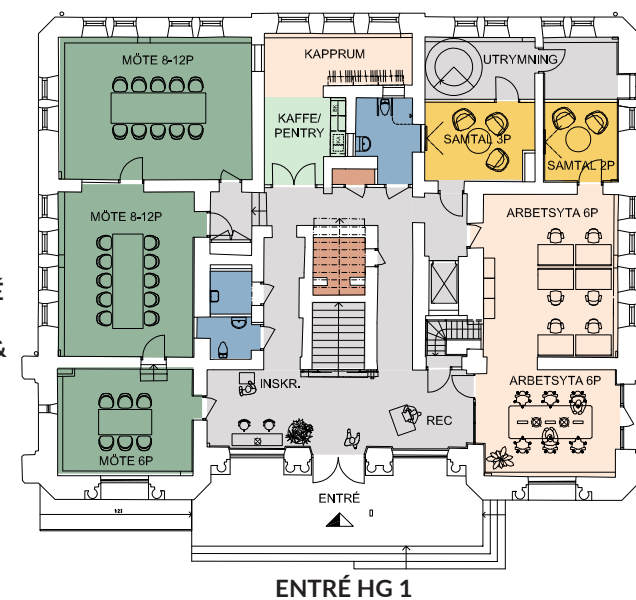 MÖTE 8-12P
KAPPRUM
UTRYMNING
KAFFE/
PENTRY
SAMTAL 3P
SAMTAL 2P
MÖTE 8-12P
ARBETSYTA 6P
&
INSKR.
REC
ARBETSYTA 6P
MÖTE 6P
ENTRÉ
ENTRÉ HG 1